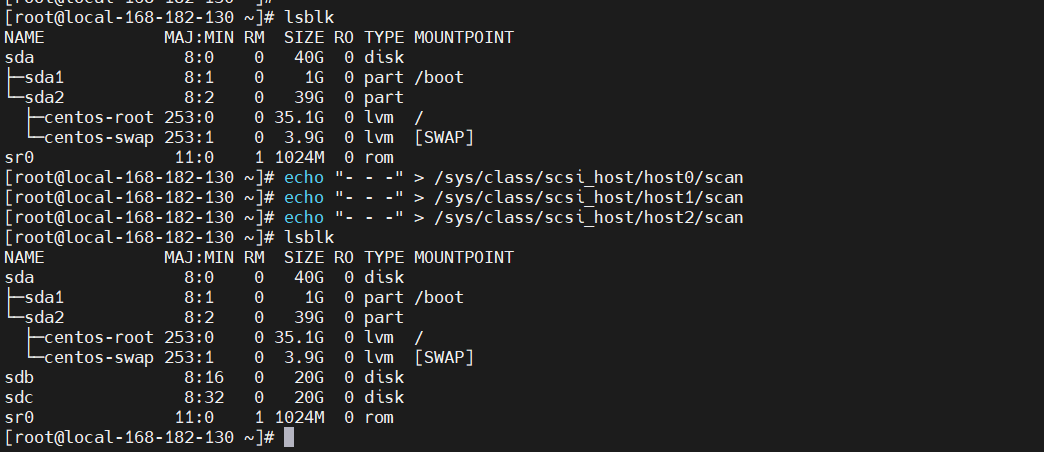 [root@local-168-182-130 ~]#
[root@local-168-182-130 ~]# lsblk
NAME            MAJ:MIN RM  SIZE RO TYPE MOUNTPOINT
sda               8:0    0   40G  0 disk
├─sda1            8:1    0    1G  0 part /boot
└─sda2            8:2    0   39G  0 part
  ├─centos-root 253:0    0 35.1G  0 lvm  /
  └─centos-swap 253:1    0  3.9G  0 lvm  [SWAP]
sr0              11:0    1 1024M  0 rom
[root@local-168-182-130 ~]# echo "- - -" > /sys/class/scsi_host/host0/scan
[root@local-168-182-130 ~]# echo "- - -" > /sys/class/scsi_host/host1/scan
[root@local-168-182-130 ~]# echo "- - -" > /sys/class/scsi_host/host2/scan
[root@local-168-182-130 ~]# lsblk
NAME            MAJ:MIN RM  SIZE RO TYPE MOUNTPOINT
sda               8:0    0   40G  0 disk
├─sda1            8:1    0    1G  0 part /boot
└─sda2            8:2    0   39G  0 part
  ├─centos-root 253:0    0 35.1G  0 lvm  /
  └─centos-swap 253:1    0  3.9G  0 lvm  [SWAP]
sdb               8:16   0   20G  0 disk
sdc               8:32   0   20G  0 disk
sr0              11:0    1 1024M  0 rom
[root@local-168-182-130 ~]#